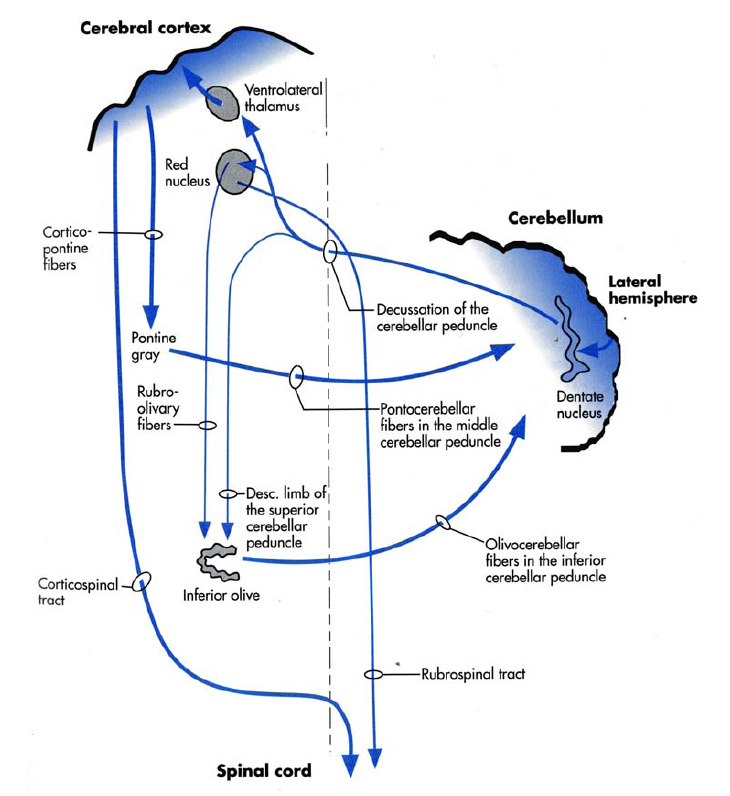 Cerebral cortex
Ventrolateral
thalamus
Red
nucleus
Cerebellum
Cortico-
pontine
fibers
Lateral
hemisphere
Decussation of the
cerebellar peduncle
Pontine
gray
Dentate
nucleus
Rubro-
olivary
fibers
Pontocerebellar
fibers in the middle
cerebellar peduncle
Desc. limb of
the superior
cerebellar
peduncle
Olivocerebellar
fibers in the inferior
cerebellar peduncle
Corticospinal
tract
Inferior olive
Rubrospinal tract
Spinal cord